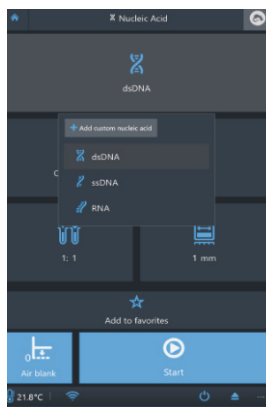 Nucleic Acid
dsDNA
+ Add custom nucleic acid
dsDNA
ssDNA
C
RNA
1: 1
1 mm
Add to favorites
0
Air blank
Start
21.8°C